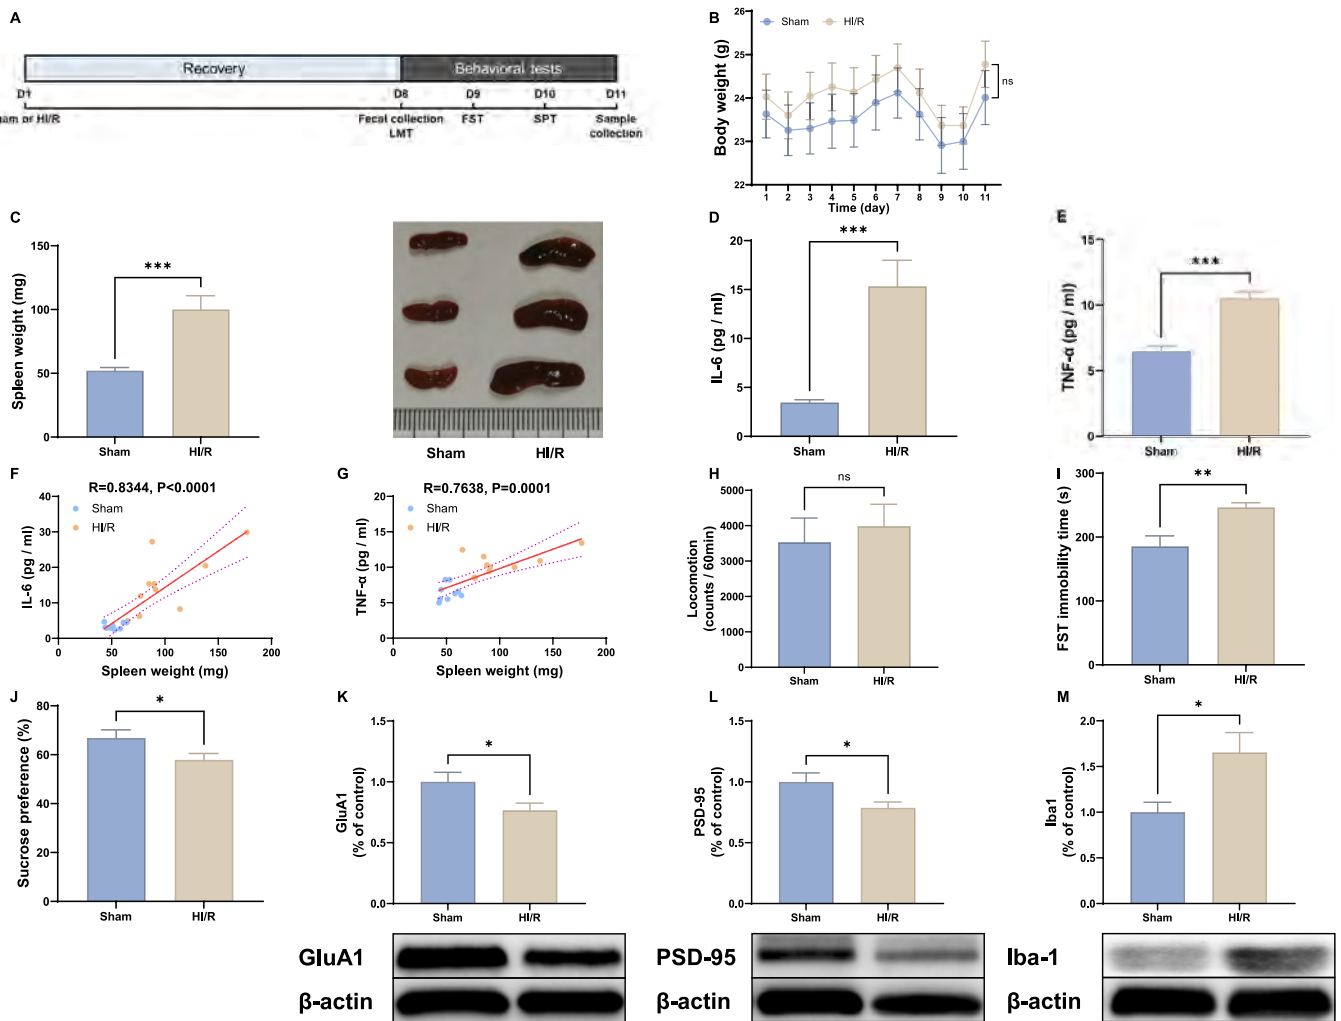 A
Recovery
Behavioral tests
D1
D8
D9
D10
D11
am or HI/R
Fecal collection
LMT
FST
SPT
Sample
collection
B
Sham
HI/R
Body weight (g)
26
25
24
23
22
ns
1 2 3 4 5 6 7 8 9 10 11
Time (day)
C
Spleen weight (mg)
150
100
50
0
***
Sham
HI/R
Sham
HI/R
D
IL-6 (pg / ml)
20
15
10
5
0
***
Sham
HI/R
E
TNF-α (pg / ml)
15
10
5
0
***
Sham
HI/R
F
R=0.8344, P<0.0001
Sham
HI/R
IL-6 (pg / ml)
40
30
20
10
0
0 50 100 150 200
Spleen weight (mg)
G
R=0.7638, P=0.0001
Sham
HI/R
TNF-α (pg / ml)
20
15
10
5
0
0 50 100 150 200
Spleen weight (mg)
H
Locomotion
(counts / 60min)
5000
4000
3000
2000
1000
0
ns
Sham
HI/R
I
FST immobility time (s)
300
200
100
0
**
Sham
HI/R
J
Sucrose preference (%)
80
60
40
20
0
*
Sham
HI/R
K
GluA1
(% of control)
1.5
1.0
0.5
0.0
*
Sham
HI/R
L
PSD-95
(% of control)
1.5
1.0
0.5
0.0
*
Sham
HI/R
M
Iba1
(% of control)
2.0
1.5
1.0
0.5
0.0
*
Sham
HI/R
GluA1
β-actin
PSD-95
β-actin
Iba-1
β-actin